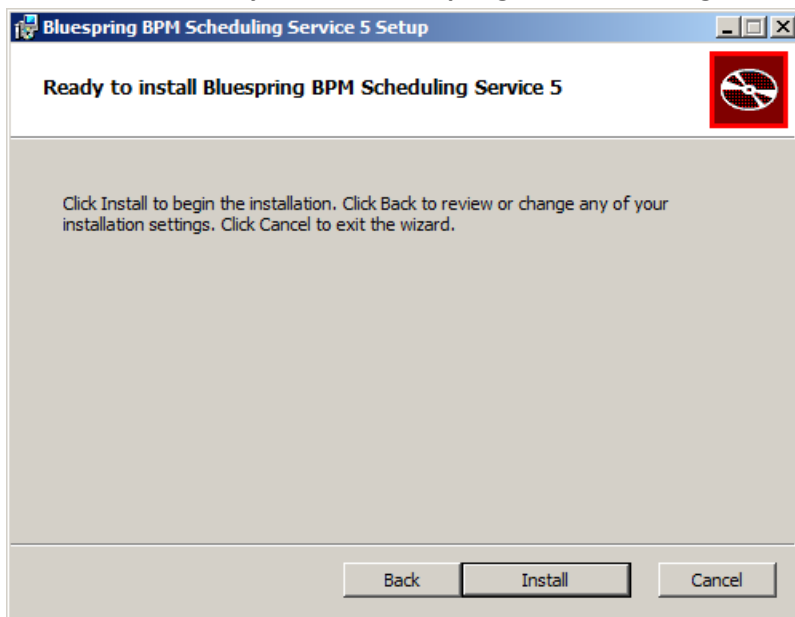 Bluespring BPM Scheduling Service 5 Setup
Ready to install Bluespring BPM Scheduling Service 5
Click Install to begin the installation. Click Back to review or change any of your
installation settings. Click Cancel to exit the wizard.
Back Install Cancel